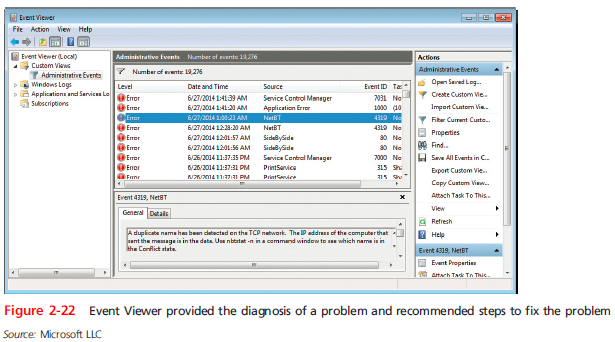 Event Viewer
File Action View Help
Event Viewer (Local)
Custom Views
Administrative Events
Windows Logs
Applications and Services Lo
Subscriptions
Administrative Events Number of events: 19,276
Number of events: 19,276
Level Date and Time Source Event ID Tas
Error 6/27/2014 1:41:39 AM Service Control Manager 7031 No
Error 6/27/2014 1:41:20 AM Application Error 1000 (10
Error 6/27/2014 1:00:23 AM NetBT 4319 No
Error 6/27/2014 12:28:20 AM NetBT 4319 No
Error 6/27/2014 12:01:57 AM SideBySide 80 No
Error 6/27/2014 12:01:56 AM SideBySide 80 No
Error 6/26/2014 11:37:35 PM Service Control Manager 7000 No
Error 6/26/2014 11:37:31 PM PrintService 315 Sha
Error 6/26/2014 11:37:31 PM PrintService 315 Sha
Event 4319, NetBT
General Details
A duplicate name has been detected on the TCP network. The IP address of the computer that
sent the message is in the data. Use nbtstat -n in a command window to see which name is in
the Conflict state.
Actions
Administrative Events
Open Saved Log...
Create Custom View...
Import Custom View...
Filter Current Custo...
Properties
Find...
Save All Events in C...
Export Custom View...
Copy Custom View...
Attach Task To This...
View
Refresh
Help
Event 4319, NetBT
Event Properties
Attach Task To This...
Figure 2-22 Event Viewer provided the diagnosis of a problem and recommended steps to fix the problem
Source: Microsoft LLC